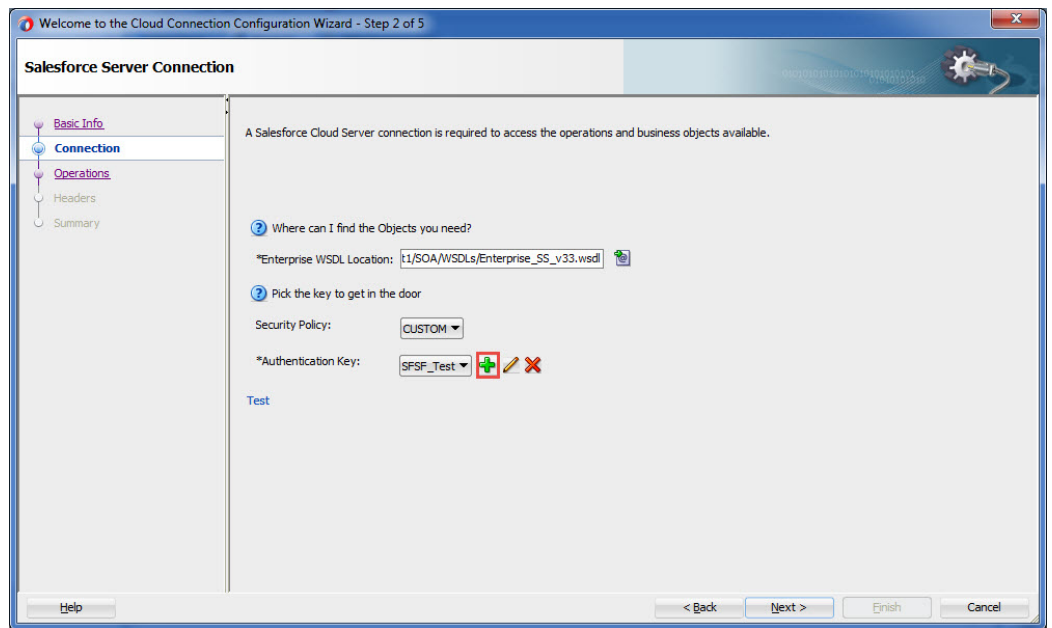 Welcome to the Cloud Connection Configuration Wizard - Step 2 of 5
Salesforce Server Connection
Basic Info
Connection
Operations
Headers
Summary
A Salesforce Cloud Server connection is required to access the operations and business objects available.
Where can I find the Objects you need?
*Enterprise WSDL Location: t1/SOA/WSDLs/Enterprise_SS_v33.wsdl
Pick the key to get in the door
Security Policy: CUSTOM
*Authentication Key: SFSF_Test
Test
Help < Back Next > Finish Cancel